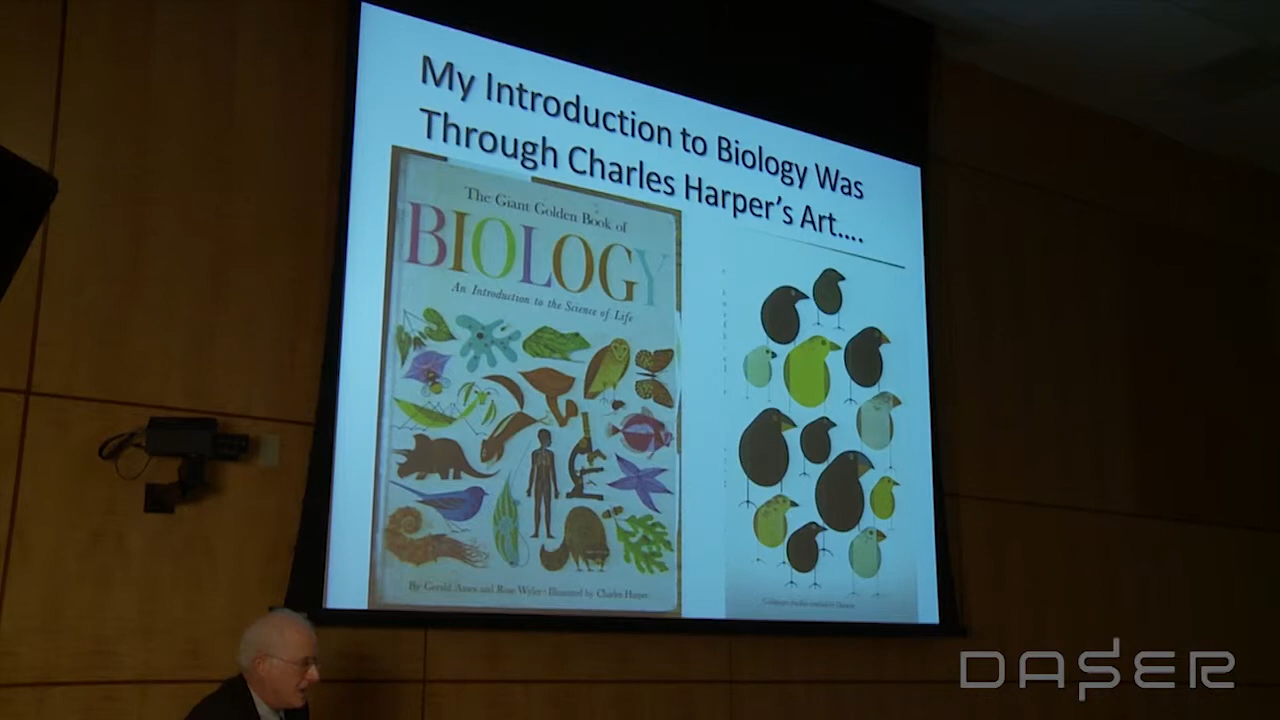 My Introduction to Biology Was
Through Charles Harper's Art....
The Giant Golden Book of
BIOLOGY
An Introduction to the Science of Life
By Gerald Ames and Rose Wyler · Illustrated by Charles Harper
DASER